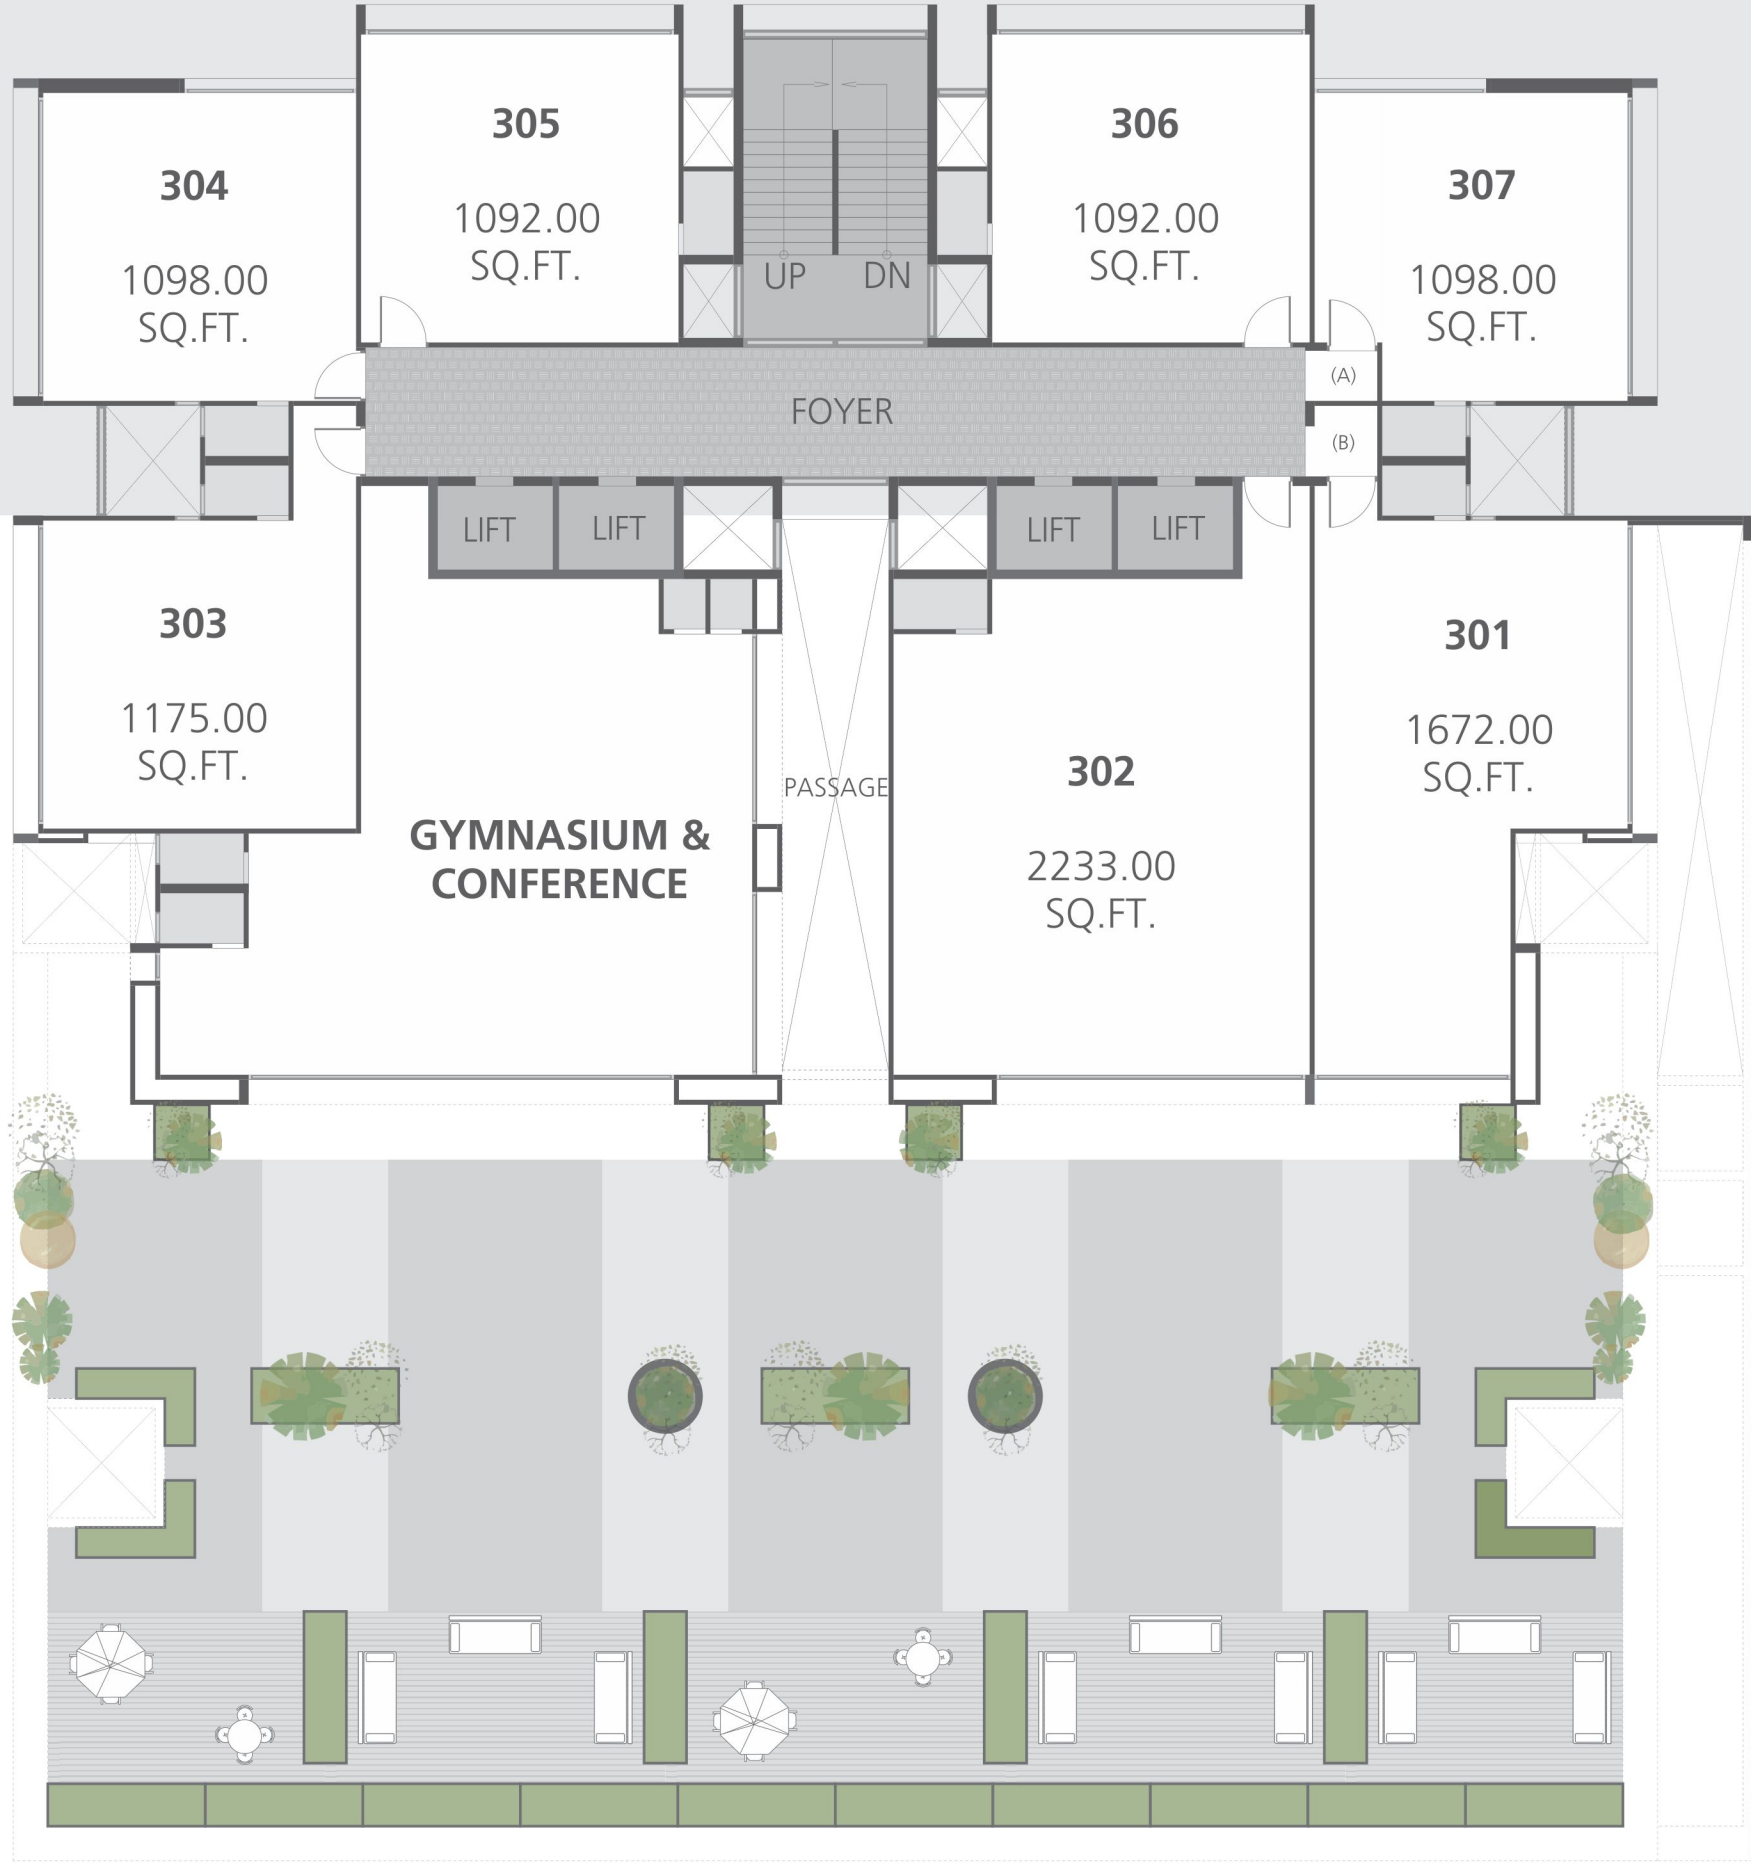 305
1092.00
SQ.FT.
306
1092.00
SQ.FT.
304
1098.00
SQ.FT.
307
1098.00
SQ.FT.
UP
DN
(A)
FOYER
(B)
LIFT
LIFT
LIFT
LIFT
303
1175.00
SQ.FT.
301
1672.00
SQ.FT.
PASSAGE
302
2233.00
SQ.FT.
GYMNASIUM &
CONFERENCE